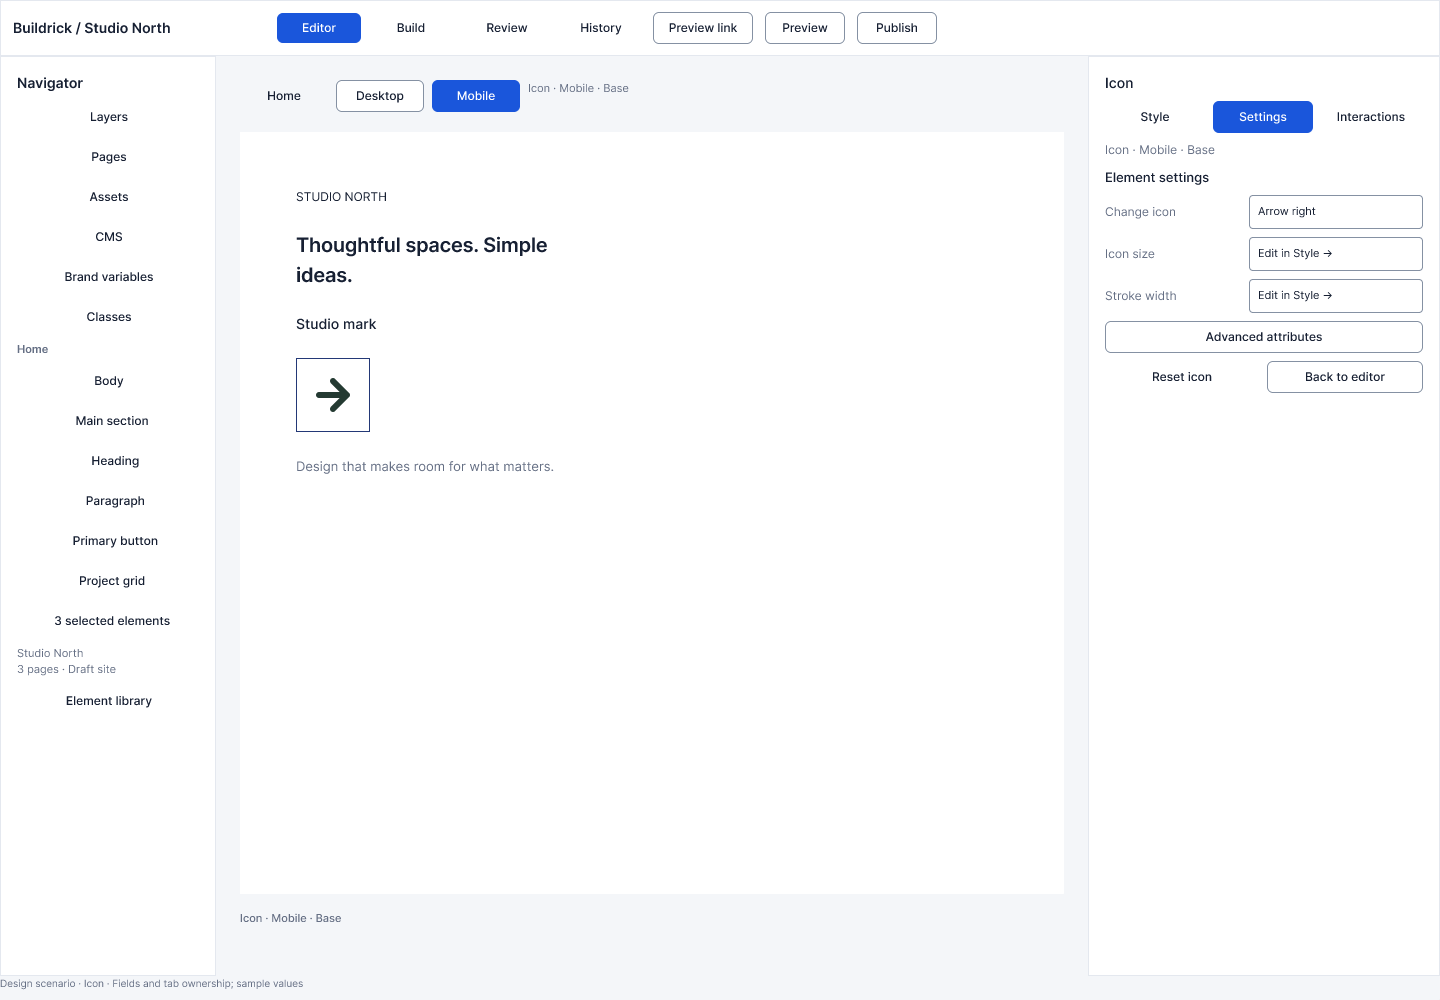 Buildrick / Studio North
Editor
Build
Review
History
Preview link
Preview
Publish
Navigator
Layers
Pages
Assets
CMS
Brand variables
Classes
Home
Body
Main section
Heading
Paragraph
Primary button
Project grid
3 selected elements
Studio North
3 pages · Draft site
Element library
Home
Desktop
Mobile
Icon · Mobile · Base
STUDIO NORTH
Thoughtful spaces. Simple
ideas.
Studio mark
Design that makes room for what matters.
Icon · Mobile · Base
Icon
Style
Settings
Interactions
Icon · Mobile · Base
Element settings
Change icon
Arrow right
Icon size
Edit in Style →
Stroke width
Edit in Style →
Advanced attributes
Reset icon
Back to editor
Design scenario · Icon · Fields and tab ownership; sample values